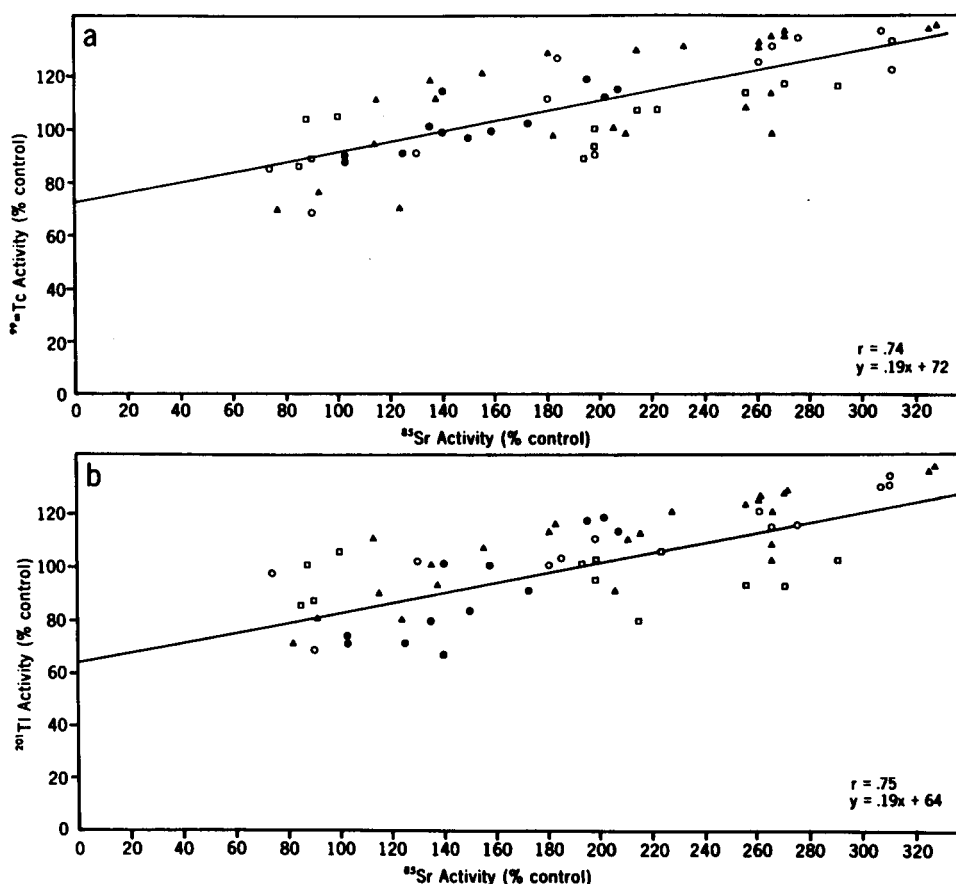 a
120
100
80
60
40
20
0
99mTc Activity (% control)
r = .74
y = .19x + 72
0 20 40 60 80 100 120 140 160 180 200 220 240 260 280 300 320
85Sr Activity (% control)
b
120
100
80
60
40
20
0
201Tl Activity (% control)
r = .75
y = .19x + 64
0 20 40 60 80 100 120 140 160 180 200 220 240 260 280 300 320
85Sr Activity (% control)